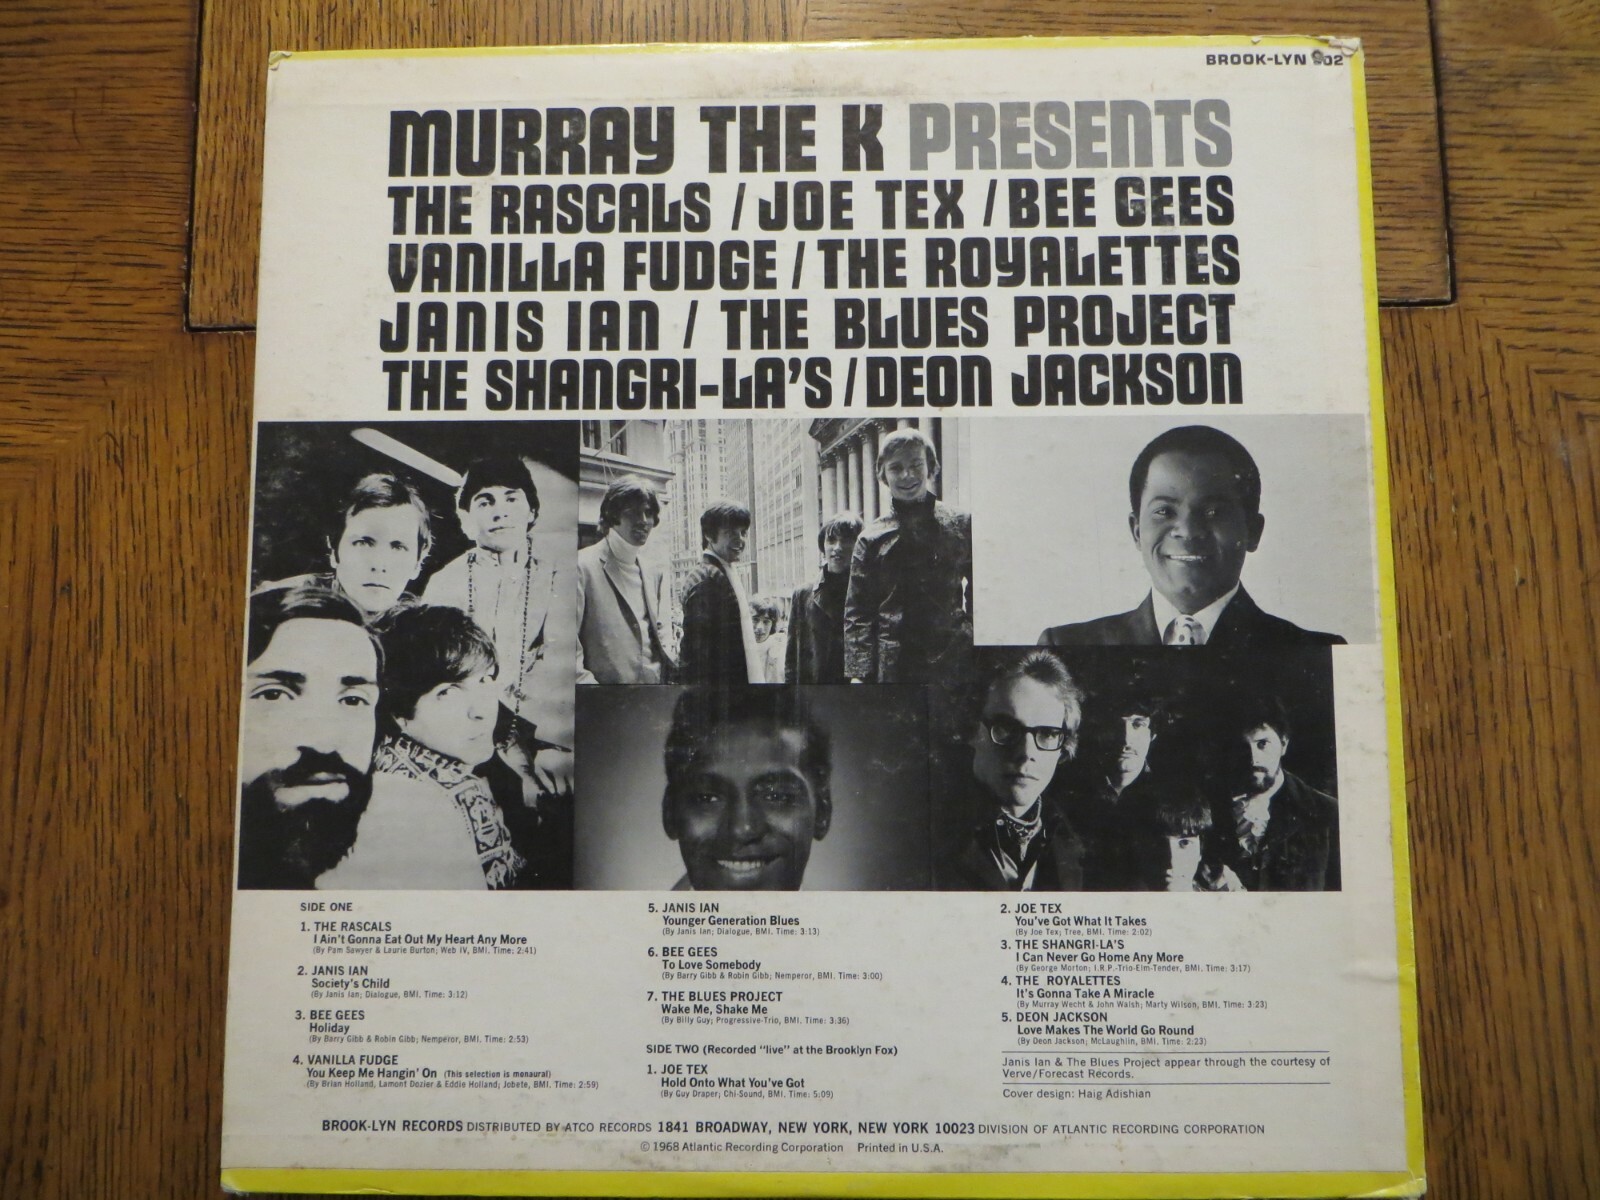 BROOK-LYN 02
MURRAY THE K PRESENTS
THE RASCALS / JOE TEX / BEE GEES
VANILLA FUDGE / THE ROYALETTES
JANIS IAN / THE BLUES PROJECT
THE SHANGRI-LA'S / DEON JACKSON
SIDE ONE
1. THE RASCALS
I Ain't Gonna Eat Out My Heart Any More
(By Pam Sawyer & Laurie Burton; Web IV, BMI. Time: 2:41)
2. JANIS IAN
Society's Child
(By Janis Ian; Dialogue, BMI. Time: 3:12)
3. BEE GEES
Holiday
(By Barry Gibb & Robin Gibb; Nemperor, BMI. Time: 2:53)
4. VANILLA FUDGE
You Keep Me Hangin' On (This selection is monaural)
(By Brian Holland, Lamont Dozier & Eddie Holland; Jobete, BMI. Time: 2:59)
5. JANIS IAN
Younger Generation Blues
(By Janis Ian; Dialogue, BMI. Time: 3:13)
6. BEE GEES
To Love Somebody
(By Barry Gibb & Robin Gibb; Nemperor, BMI. Time: 3:00)
7. THE BLUES PROJECT
Wake Me, Shake Me
(By Billy Guy; Progressive-Trio, BMI. Time: 3:36)
SIDE TWO (Recorded "live" at the Brooklyn Fox)
1. JOE TEX
Hold Onto What You've Got
(By Guy Draper; Chi-Sound, BMI. Time: 5:09)
2. JOE TEX
You've Got What It Takes
(By Joe Tex; Tree, BMI. Time: 2:02)
3. THE SHANGRI-LA'S
I Can Never Go Home Any More
(By George Morton; I.R.P.-Trio-Elm-Tender, BMI. Time: 3:17)
4. THE ROYALETTES
It's Gonna Take A Miracle
(By Murray Wecht & John Walsh; Marty Wilson, BMI. Time: 3:23)
5. DEON JACKSON
Love Makes The World Go Round
(By Deon Jackson; McLaughlin, BMI. Time: 2:23)
Janis Ian & The Blues Project appear through the courtesy of
Verve/Forecast Records.
Cover design: Haig Adishian
BROOK-LYN RECORDS DISTRIBUTED BY ATCO RECORDS 1841 BROADWAY, NEW YORK, NEW YORK 10023 DIVISION OF ATLANTIC RECORDING CORPORATION
© 1968 Atlantic Recording Corporation Printed in U.S.A.